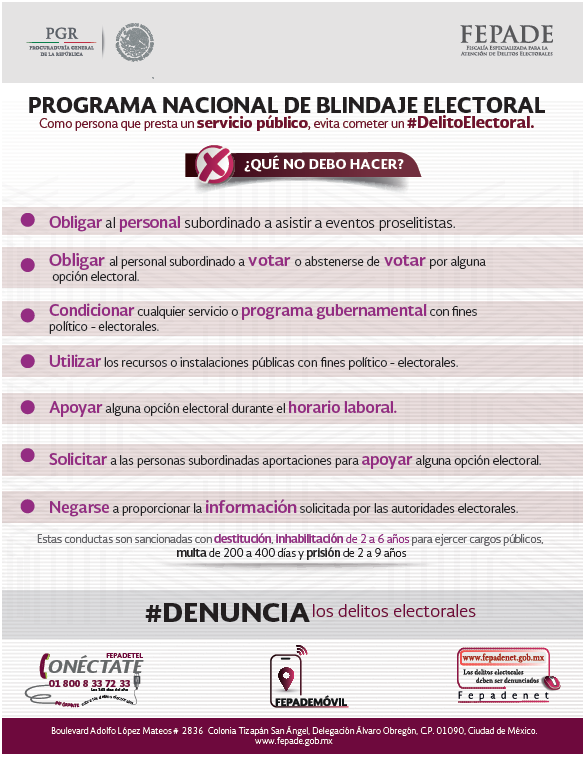 PGR
PROCURADURÍA GENERAL
DE LA REPÚBLICA
FEPADE
FISCALÍA ESPECIALIZADA PARA LA
ATENCIÓN DE DELITOS ELECTORALES
PROGRAMA NACIONAL DE BLINDAJE ELECTORAL
Como persona que presta un servicio público, evita cometer un #DelitoElectoral.
¿QUÉ NO DEBO HACER?
Obligar al personal subordinado a asistir a eventos proselitistas.
Obligar al personal subordinado a votar o abstenerse de votar por alguna
opción electoral.
Condicionar cualquier servicio o programa gubernamental con fines
político - electorales.
Utilizar los recursos o instalaciones públicas con fines político - electorales.
Apoyar alguna opción electoral durante el horario laboral.
Solicitar a las personas subordinadas aportaciones para apoyar alguna opción electoral.
Negarse a proporcionar la información solicitada por las autoridades electorales.
Estas conductas son sancionadas con destitución, inhabilitación de 2 a 6 años para ejercer cargos públicos,
multa de 200 a 400 días y prisión de 2 a 9 años
#DENUNCIA los delitos electorales
FEPADETEL
CONÉCTATE
01 800 8 33 72 33
Los 365 días del año
FEPADEMÓVIL
www.fepadenet.gob.mx
Los delitos electorales
deben ser denunciados
Fepadenet
Boulevard Adolfo López Mateos # 2836 Colonia Tizapán San Ángel, Delegación Álvaro Obregón, C.P. 01090, Ciudad de México.
www.fepade.gob.mx